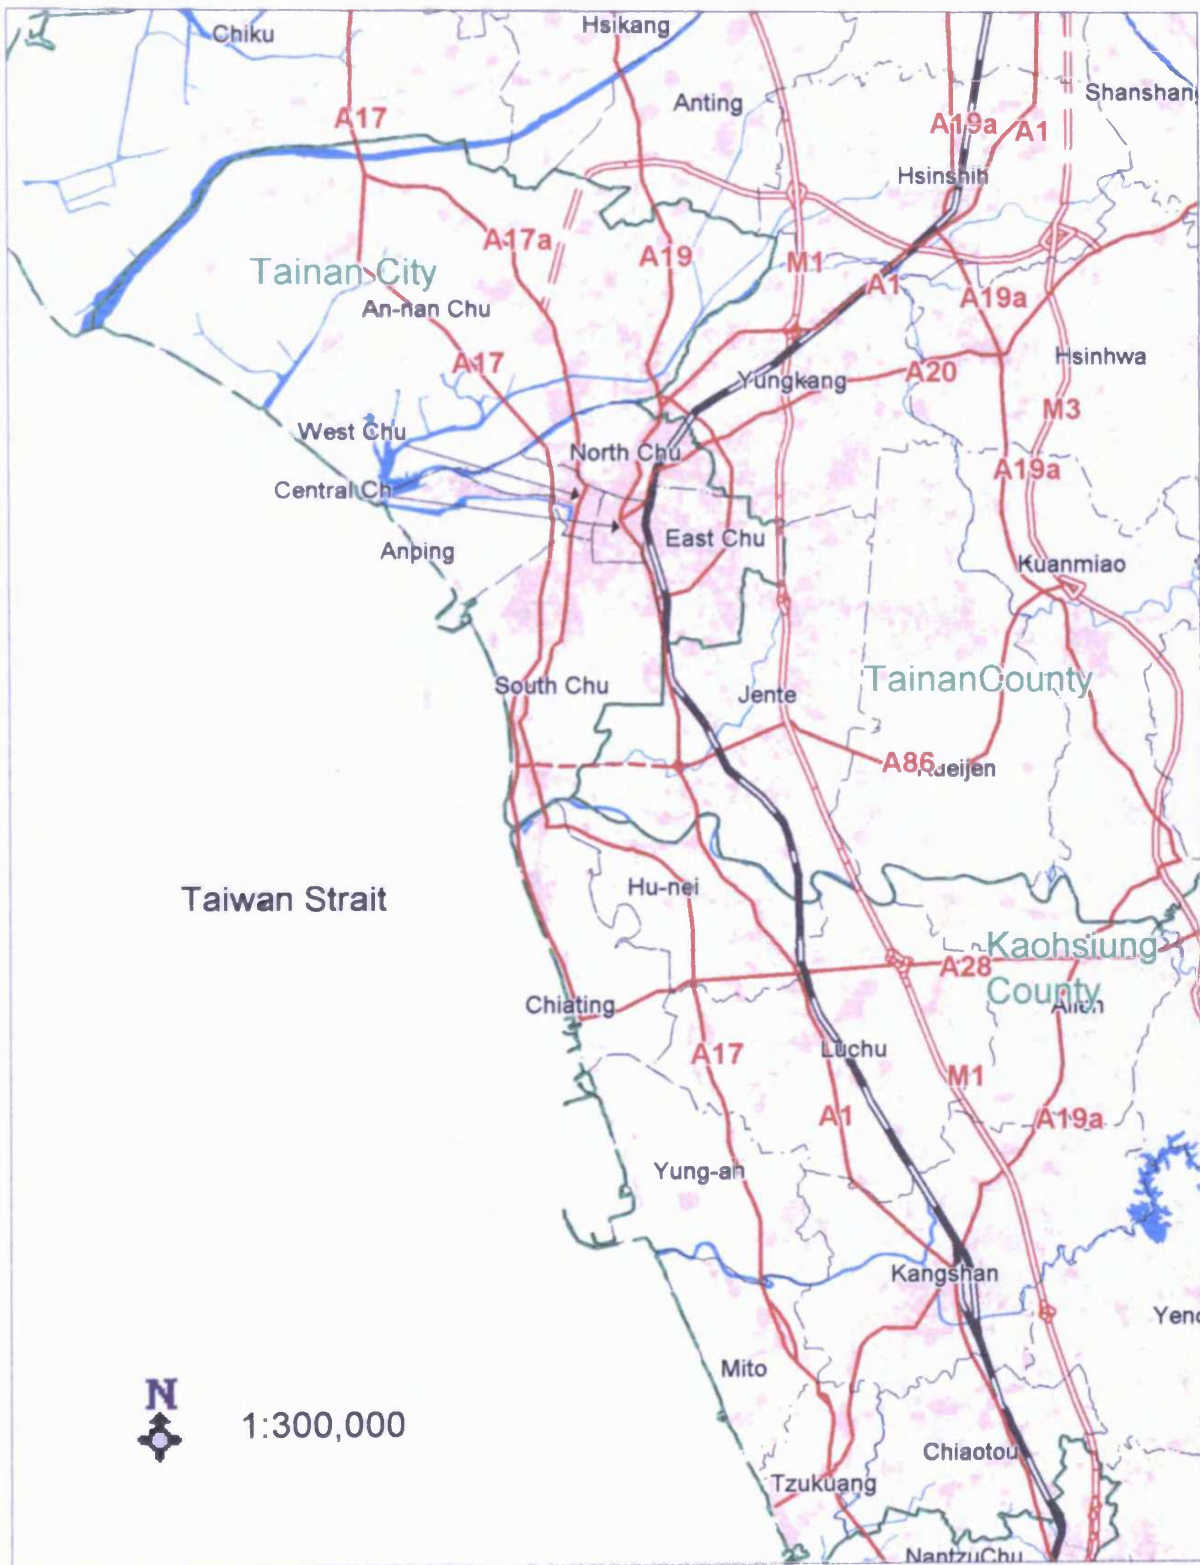 Chiku
Hsikang
Anting
Shanshan
A17
A19a
A1
Hsinshih
A17a
A19
M1
Tainan City
An-nan Chu
A1
A19a
A17
Yungkang
A20
Hsinhwa
M3
West Chu
North Chu
A19a
Central Ch
East Chu
Anping
Kuanmiao
South Chu
Jente
TainanCounty
A86
Hu-nei
Taiwan Strait
Kaohsiung
County
A28
Chiating
Luchu
A17
M1
A1
A19a
Yung-an
Kangshan
Yenc
Mito
N
1:300,000
Chiaotou
Tzukuang
NantzuChu